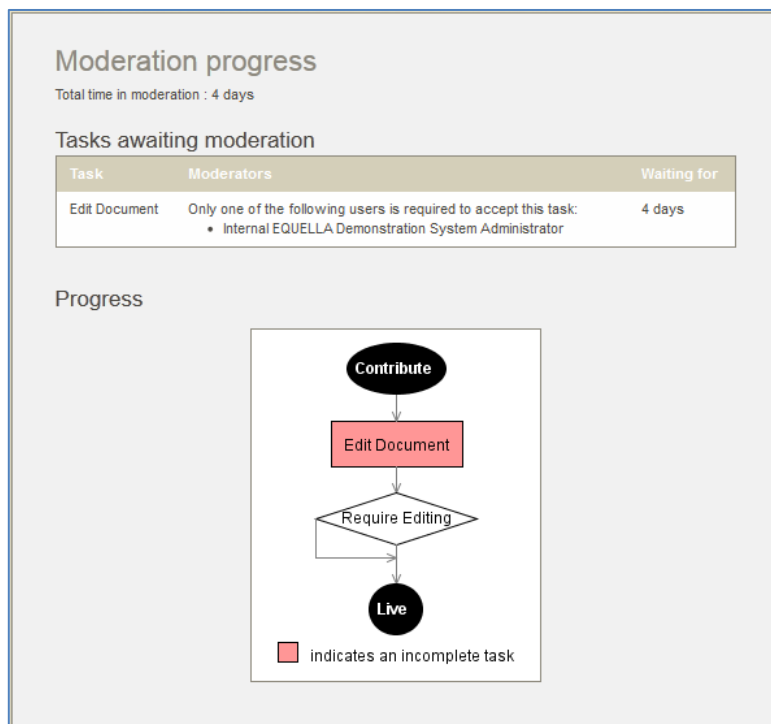 Moderation progress
Total time in moderation : 4 days
Tasks awaiting moderation
Task Moderators Waiting for
Edit Document Only one of the following users is required to accept this task: 4 days
• Internal EQUELLA Demonstration System Administrator
Progress
Contribute
Edit Document
Require Editing
Live
indicates an incomplete task